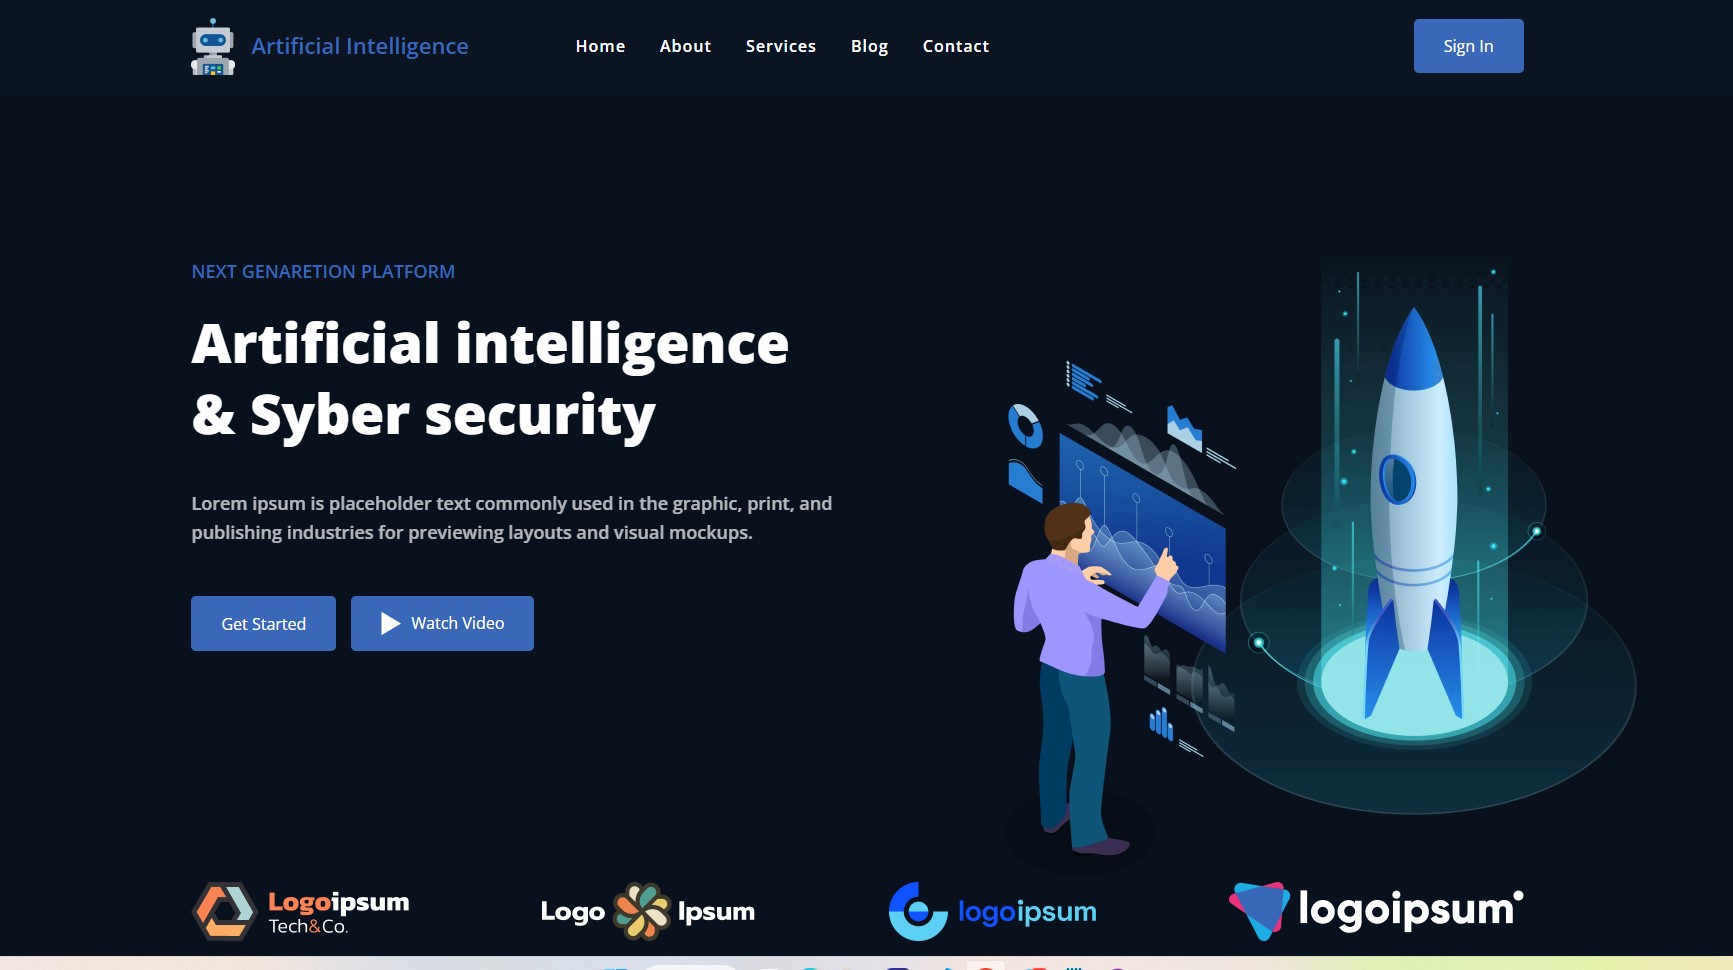 Artificial Intelligence
Home About Services Blog Contact
Sign In
NEXT GENARETION PLATFORM
Artificial intelligence
& Syber security
Lorem ipsum is placeholder text commonly used in the graphic, print, and
publishing industries for previewing layouts and visual mockups.
Get Started
Watch Video
Logoipsum
Tech&Co.
Logo Ipsum
logoipsum
logoipsum